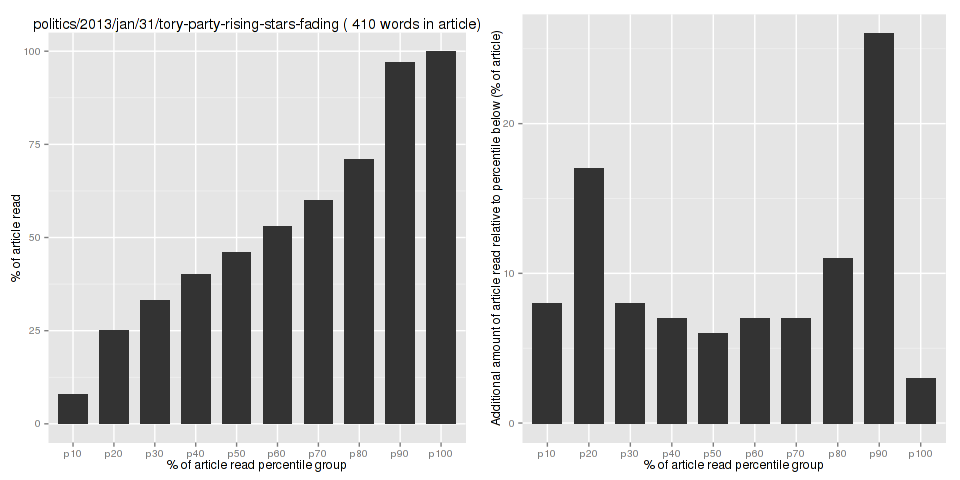 politics/2013/jan/31/tory-party-rising-stars-fading ( 410 words in article)
% of article read
100
75
50
25
0
p10 p20 p30 p40 p50 p60 p70 p80 p90 p100
% of article read percentile group
Additional amount of article read relative to percentile below (% of article)
20
10
0
p10 p20 p30 p40 p50 p60 p70 p80 p90 p100
% of article read percentile group